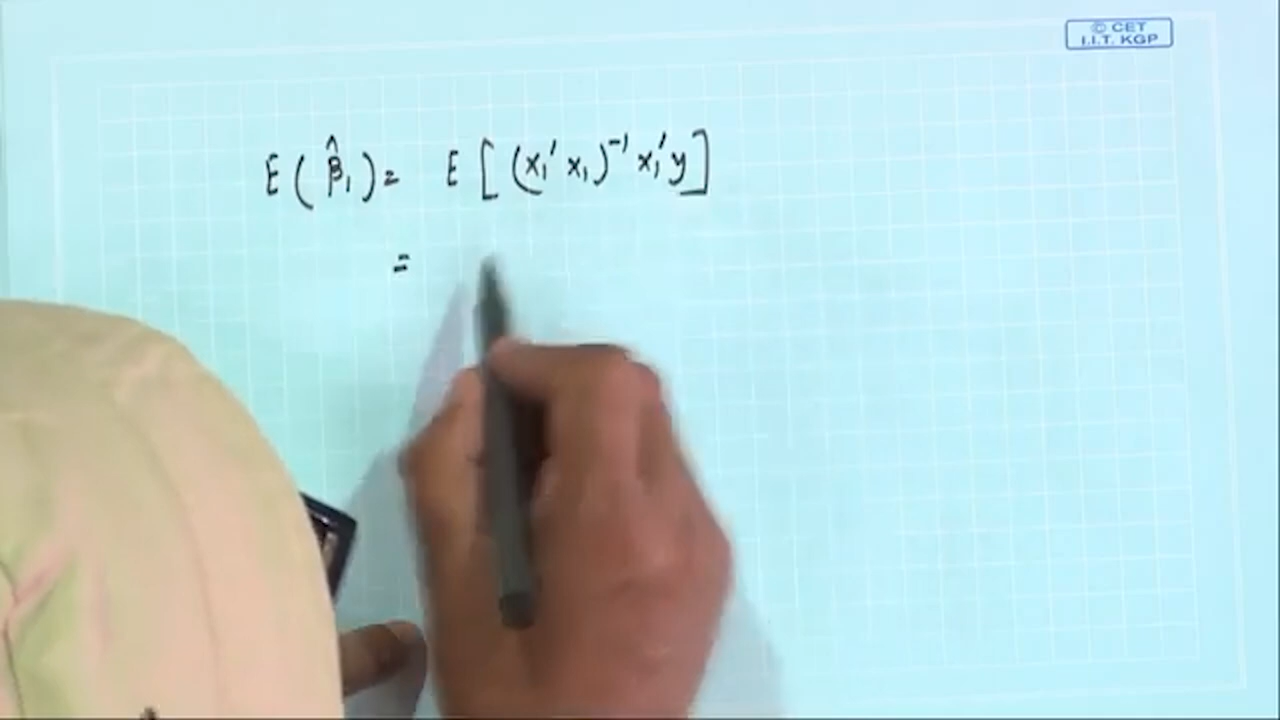 © CET
I.I.T. KGP
E(β̂₁) = E[(x₁'x₁)⁻¹x₁'y]
=